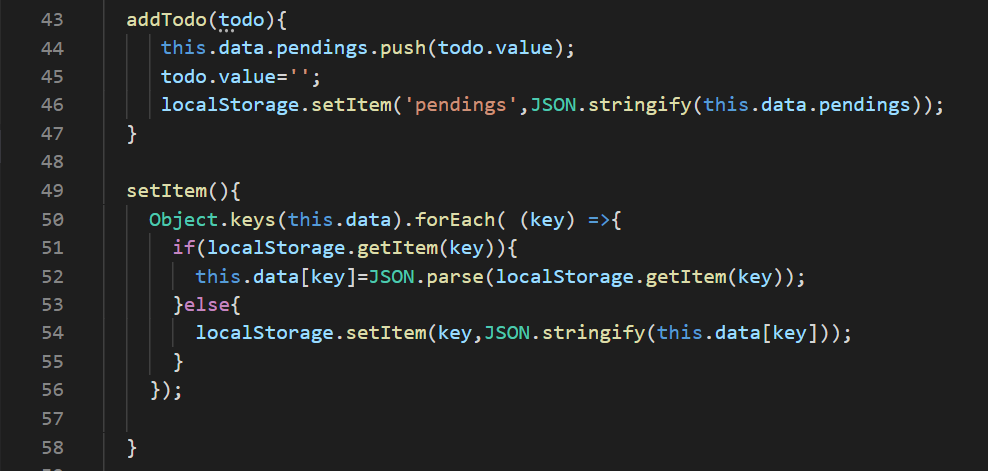 43 addTodo(todo){
44 this.data.pendings.push(todo.value);
45 todo.value='';
46 localStorage.setItem('pendings',JSON.stringify(this.data.pendings));
47 }
48
49 setItem(){
50 Object.keys(this.data).forEach( (key) =>{
51 if(localStorage.getItem(key)){
52 this.data[key]=JSON.parse(localStorage.getItem(key));
53 }else{
54 localStorage.setItem(key,JSON.stringify(this.data[key]));
55 }
56 });
57
58 }